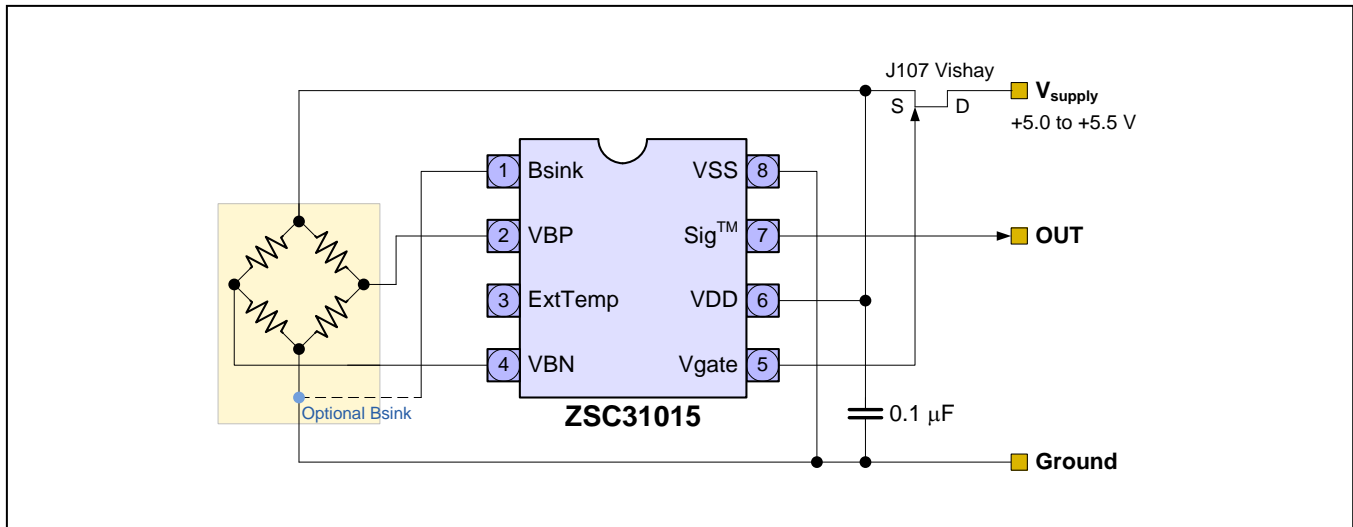 J107 Vishay
S D
V_supply
+5.0 to +5.5 V
1 Bsink
VSS 8
2 VBP
Sig™ 7
OUT
3 ExtTemp
VDD 6
4 VBN
Vgate 5
Optional Bsink
ZSC31015
0.1 μF
Ground